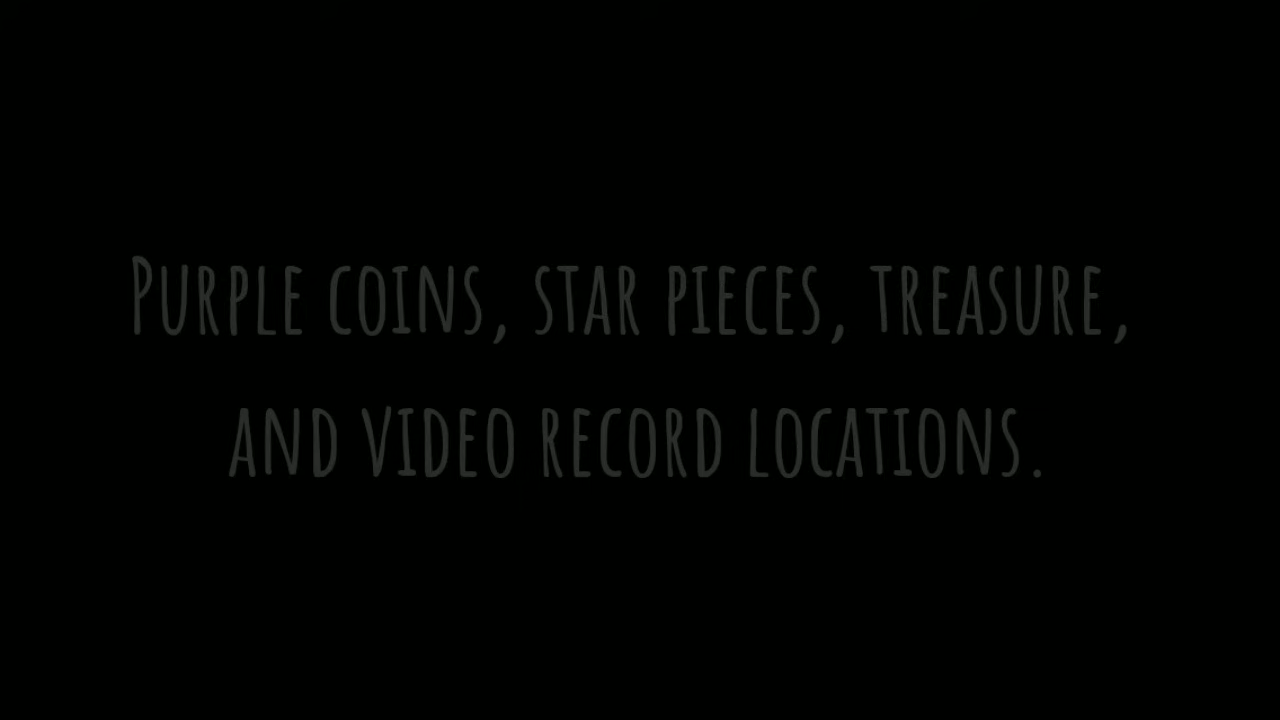 Purple coins, star pieces, treasure,
and video record locations.